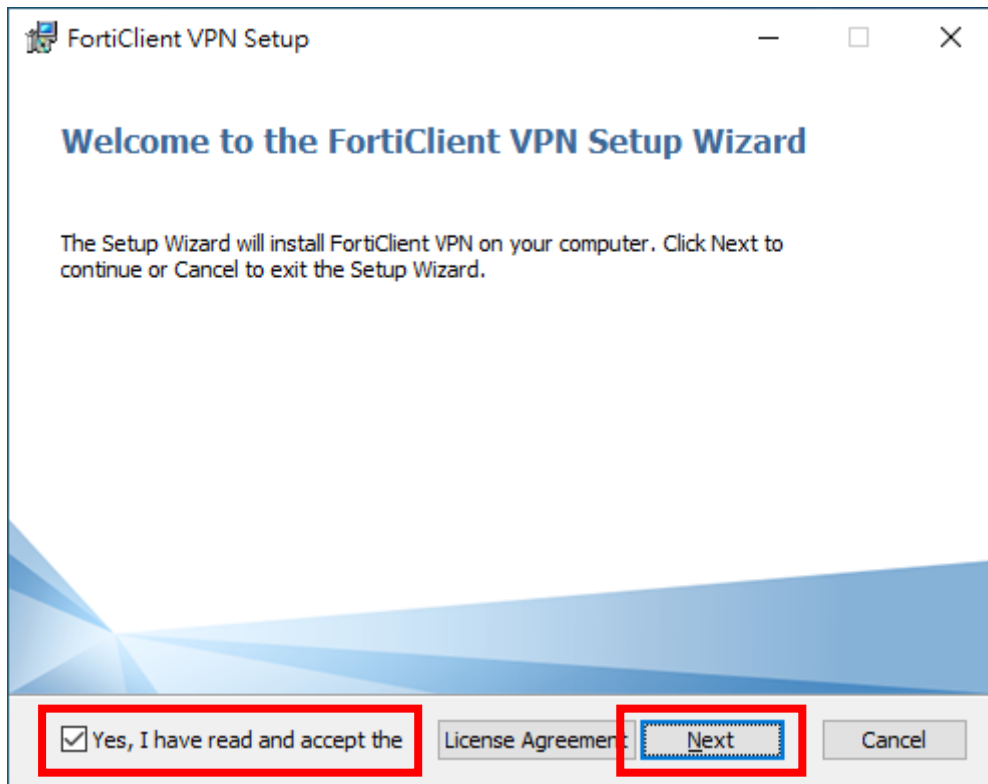 FortiClient VPN Setup
Welcome to the FortiClient VPN Setup Wizard
The Setup Wizard will install FortiClient VPN on your computer. Click Next to
continue or Cancel to exit the Setup Wizard.
Yes, I have read and accept the License Agreement Next Cancel